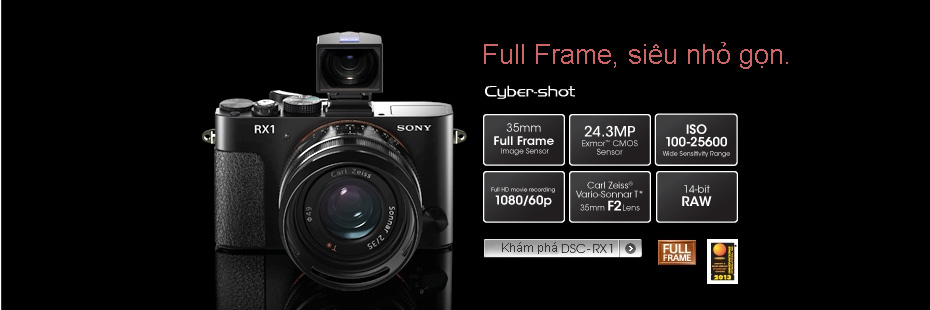 Full Frame, siêu nhỏ gọn.
Cyber-shot
RX1
SONY
35mm
Full Frame
Image Sensor
24.3MP
Exmor™ CMOS
Sensor
ISO
100-25600
Wide Sensitivity Range
Full HD movie recording
1080/60p
Carl Zeiss®
Vario-Sonnar T*
35mm F2 Lens
14-bit
RAW
Carl Zeiss
Sonnar 2/35
T*
Φ49
Khám phá DSC-RX1
FULL
FRAME
2013